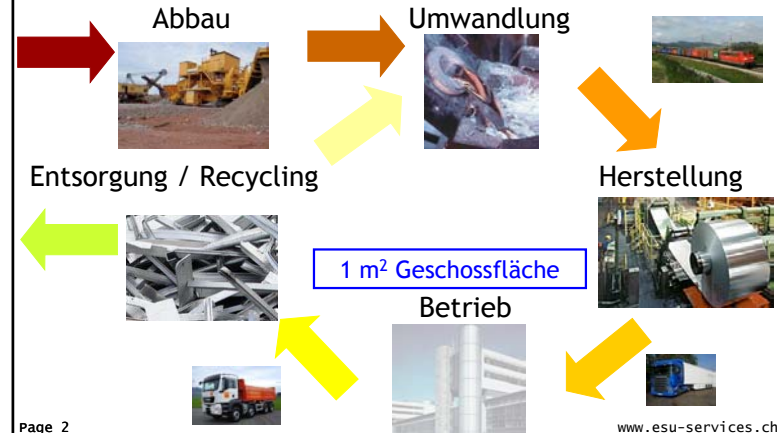 Abbau
Umwandlung
Entsorgung / Recycling
Herstellung
1 m² Geschossfläche
Betrieb
Page 2
www.esu-services.ch